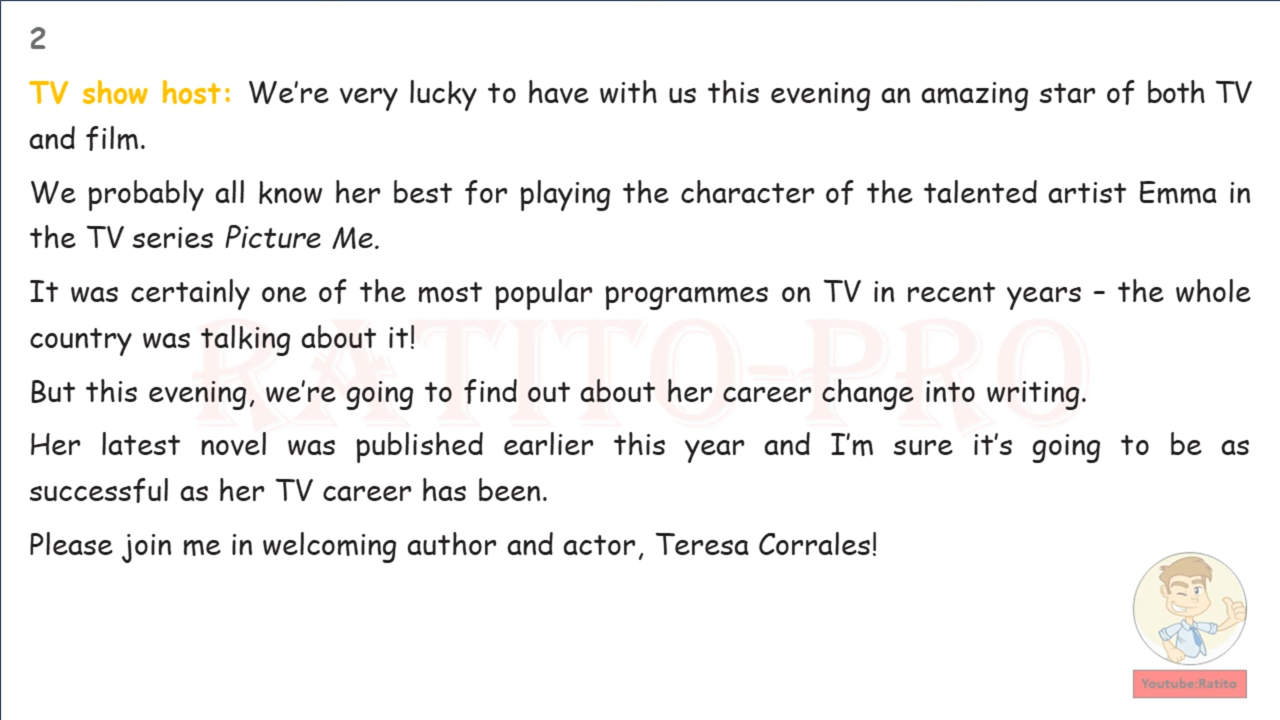 2
TV show host: We're very lucky to have with us this evening an amazing star of both TV
and film.
We probably all know her best for playing the character of the talented artist Emma in
the TV series Picture Me.
It was certainly one of the most popular programmes on TV in recent years – the whole
country was talking about it!
But this evening, we're going to find out about her career change into writing.
Her latest novel was published earlier this year and I'm sure it's going to be as
successful as her TV career has been.
Please join me in welcoming author and actor, Teresa Corrales!
RATITO-PRO
Youtube:Ratito